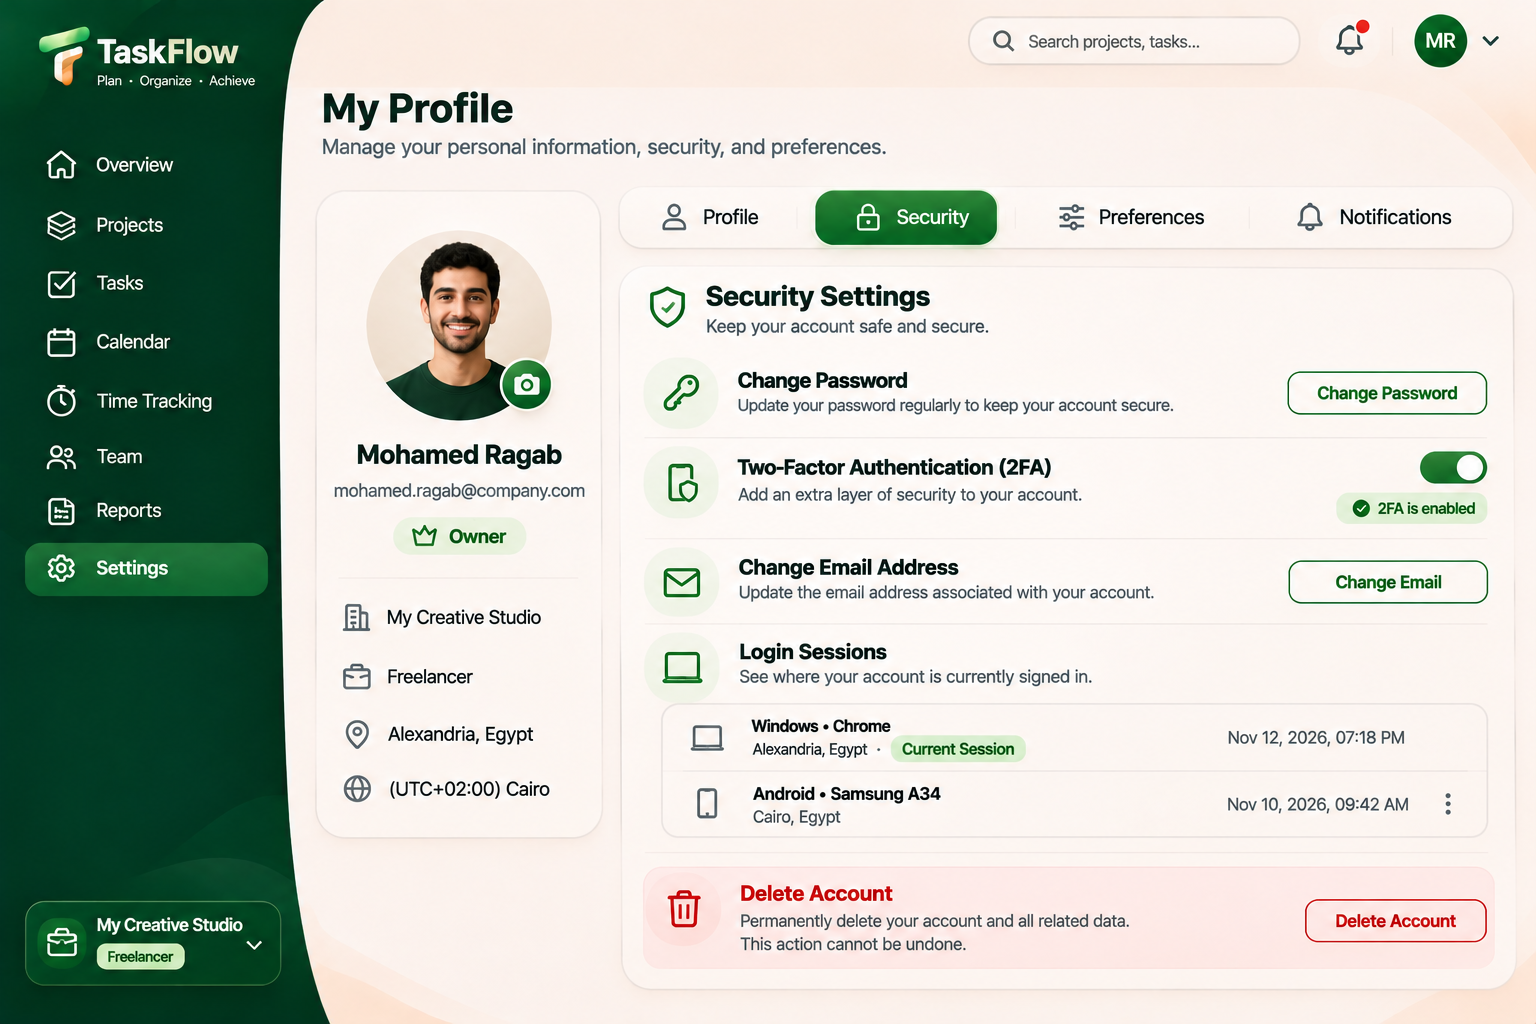 TaskFlow
Plan • Organize • Achieve
Overview
Projects
Tasks
Calendar
Time Tracking
Team
Reports
Settings
My Creative Studio
Freelancer
Search projects, tasks...
MR
My Profile
Manage your personal information, security, and preferences.
Mohamed Ragab
mohamed.ragab@company.com
Owner
My Creative Studio
Freelancer
Alexandria, Egypt
(UTC+02:00) Cairo
Profile
Security
Preferences
Notifications
Security Settings
Keep your account safe and secure.
Change Password
Update your password regularly to keep your account secure.
Change Password
Two-Factor Authentication (2FA)
Add an extra layer of security to your account.
2FA is enabled
Change Email Address
Update the email address associated with your account.
Change Email
Login Sessions
See where your account is currently signed in.
Windows • Chrome
Alexandria, Egypt · Current Session
Nov 12, 2026, 07:18 PM
Android • Samsung A34
Cairo, Egypt
Nov 10, 2026, 09:42 AM
Delete Account
Permanently delete your account and all related data.
This action cannot be undone.
Delete Account